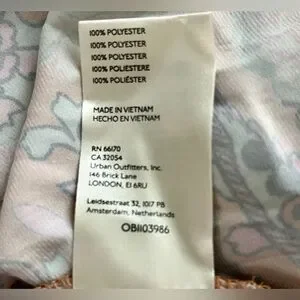 100% POLYESTER
100% POLYESTER
100% POLYESTER
100% POLIESTERE
100% POLIÉSTER
MADE IN VIETNAM
HECHO EN VIETNAM
RN 66170
CA 32054
Urban Outfitters, Inc.
146 Brick Lane
LONDON, E1 6RU
Leidsestraat 32, 1017 PB
Amsterdam, Netherlands
OB1103986